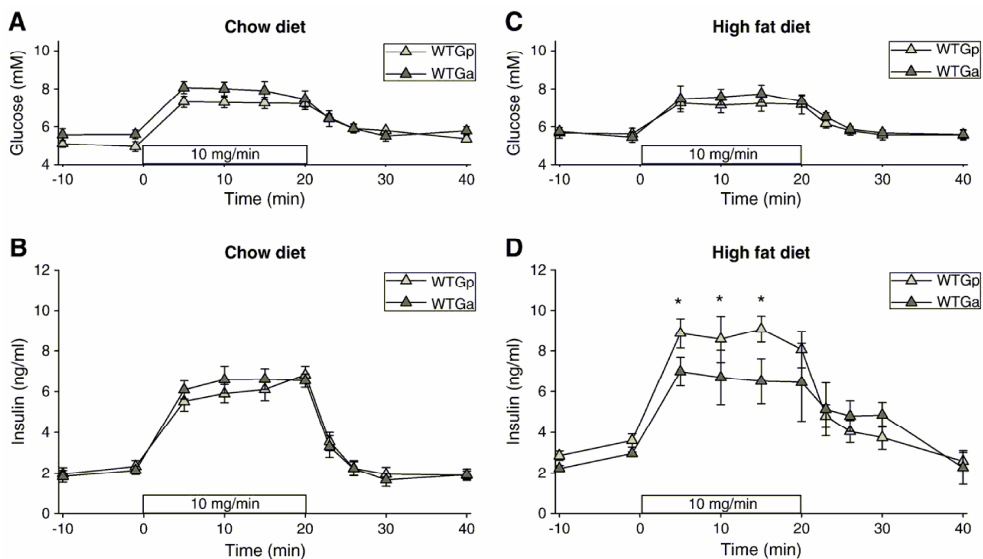 A
Chow diet
Glucose (mM)
10
8
6
4
WTGp
WTGa
10 mg/min
-10 0 10 20 30 40
Time (min)
C
High fat diet
Glucose (mM)
10
8
6
4
WTGp
WTGa
10 mg/min
-10 0 10 20 30 40
Time (min)
B
Chow diet
Insulin (ng/ml)
12
10
8
6
4
2
0
WTGp
WTGa
10 mg/min
-10 0 10 20 30 40
Time (min)
D
High fat diet
Insulin (ng/ml)
12
10
8
6
4
2
0
WTGp
WTGa
* * *
10 mg/min
-10 0 10 20 30 40
Time (min)